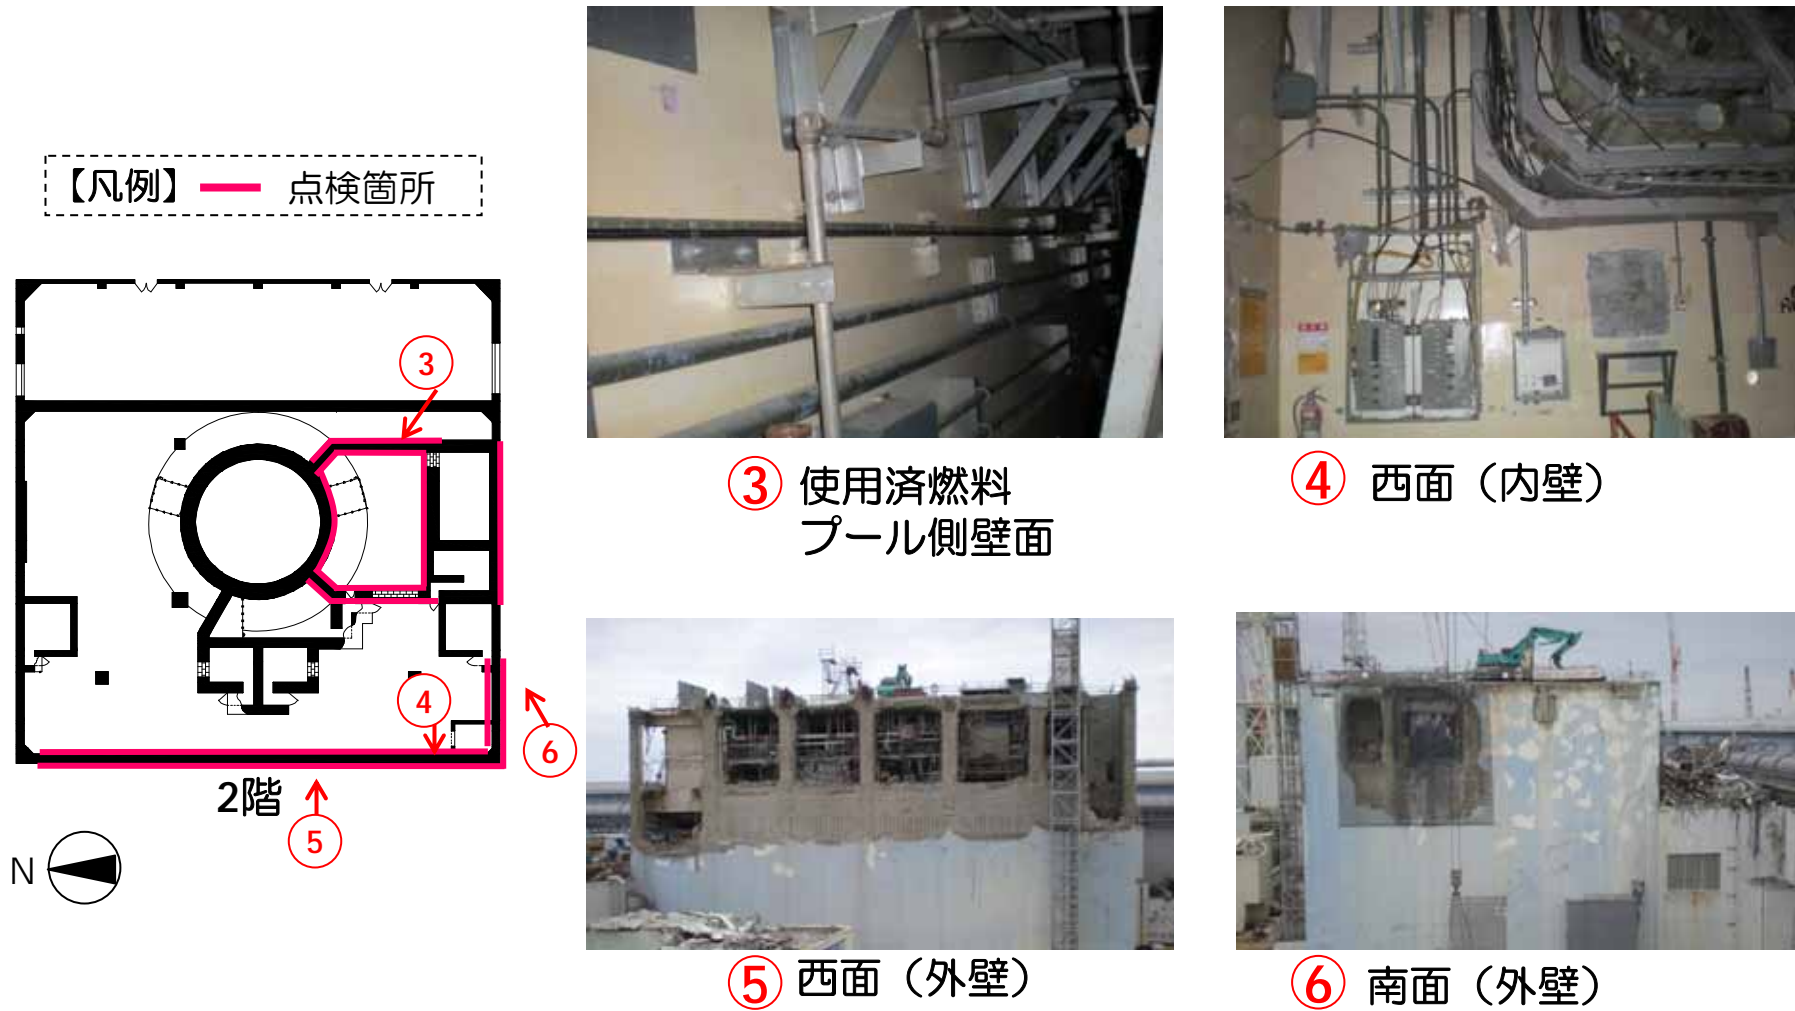 【凡例】 点検箇所
③
④
⑥
2階
⑤
N
③ 使用済燃料
プール側壁面
④ 西面（内壁）
⑤ 西面（外壁）
⑥ 南面（外壁）